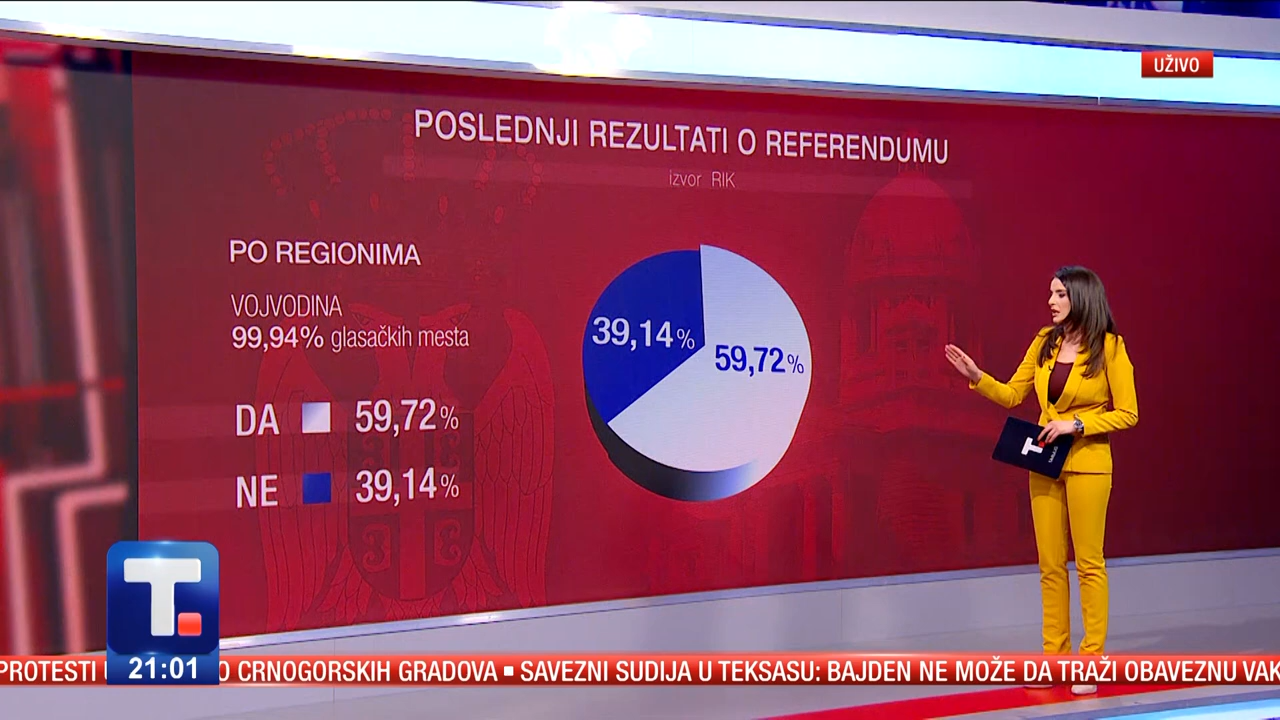 UŽIVO
POSLEDNJI REZULTATI O REFERENDUMU
izvor RIK
PO REGIONIMA
VOJVODINA
99,94% glasačkih mesta
DA 59,72%
NE 39,14%
39,14%
59,72%
T.
T.
21:01
PROTESTI U O CRNOGORSKIH GRADOVA ▪ SAVEZNI SUDIJA U TEKSASU: BAJDEN NE MOŽE DA TRAŽI OBAVEZNU VAK